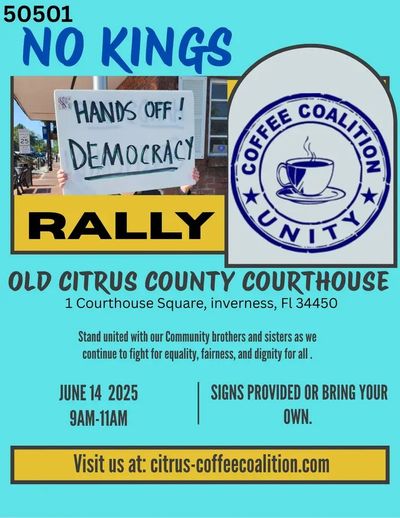 50501
NO KINGS
HANDS OFF!
DEMOCRACY
25
COFFEE COALITION
UNITY
RALLY
OLD CITRUS COUNTY COURTHOUSE
1 Courthouse Square, inverness, Fl 34450
Stand united with our Community brothers and sisters as we
continue to fight for equality, fairness, and dignity for all .
JUNE 14 2025
9AM-11AM
SIGNS PROVIDED OR BRING YOUR
OWN.
Visit us at: citrus-coffeecoalition.com